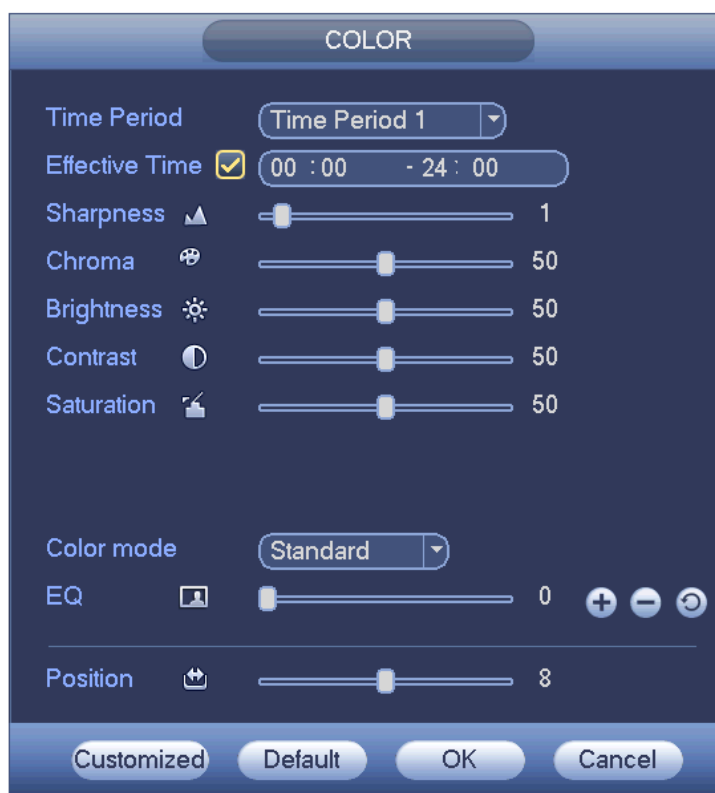 COLOR
Time Period Time Period 1
Effective Time 00 :00 - 24 : 00
Sharpness 1
Chroma 50
Brightness 50
Contrast 50
Saturation 50
Color mode Standard
EQ 0
Position 8
Customized Default OK Cancel